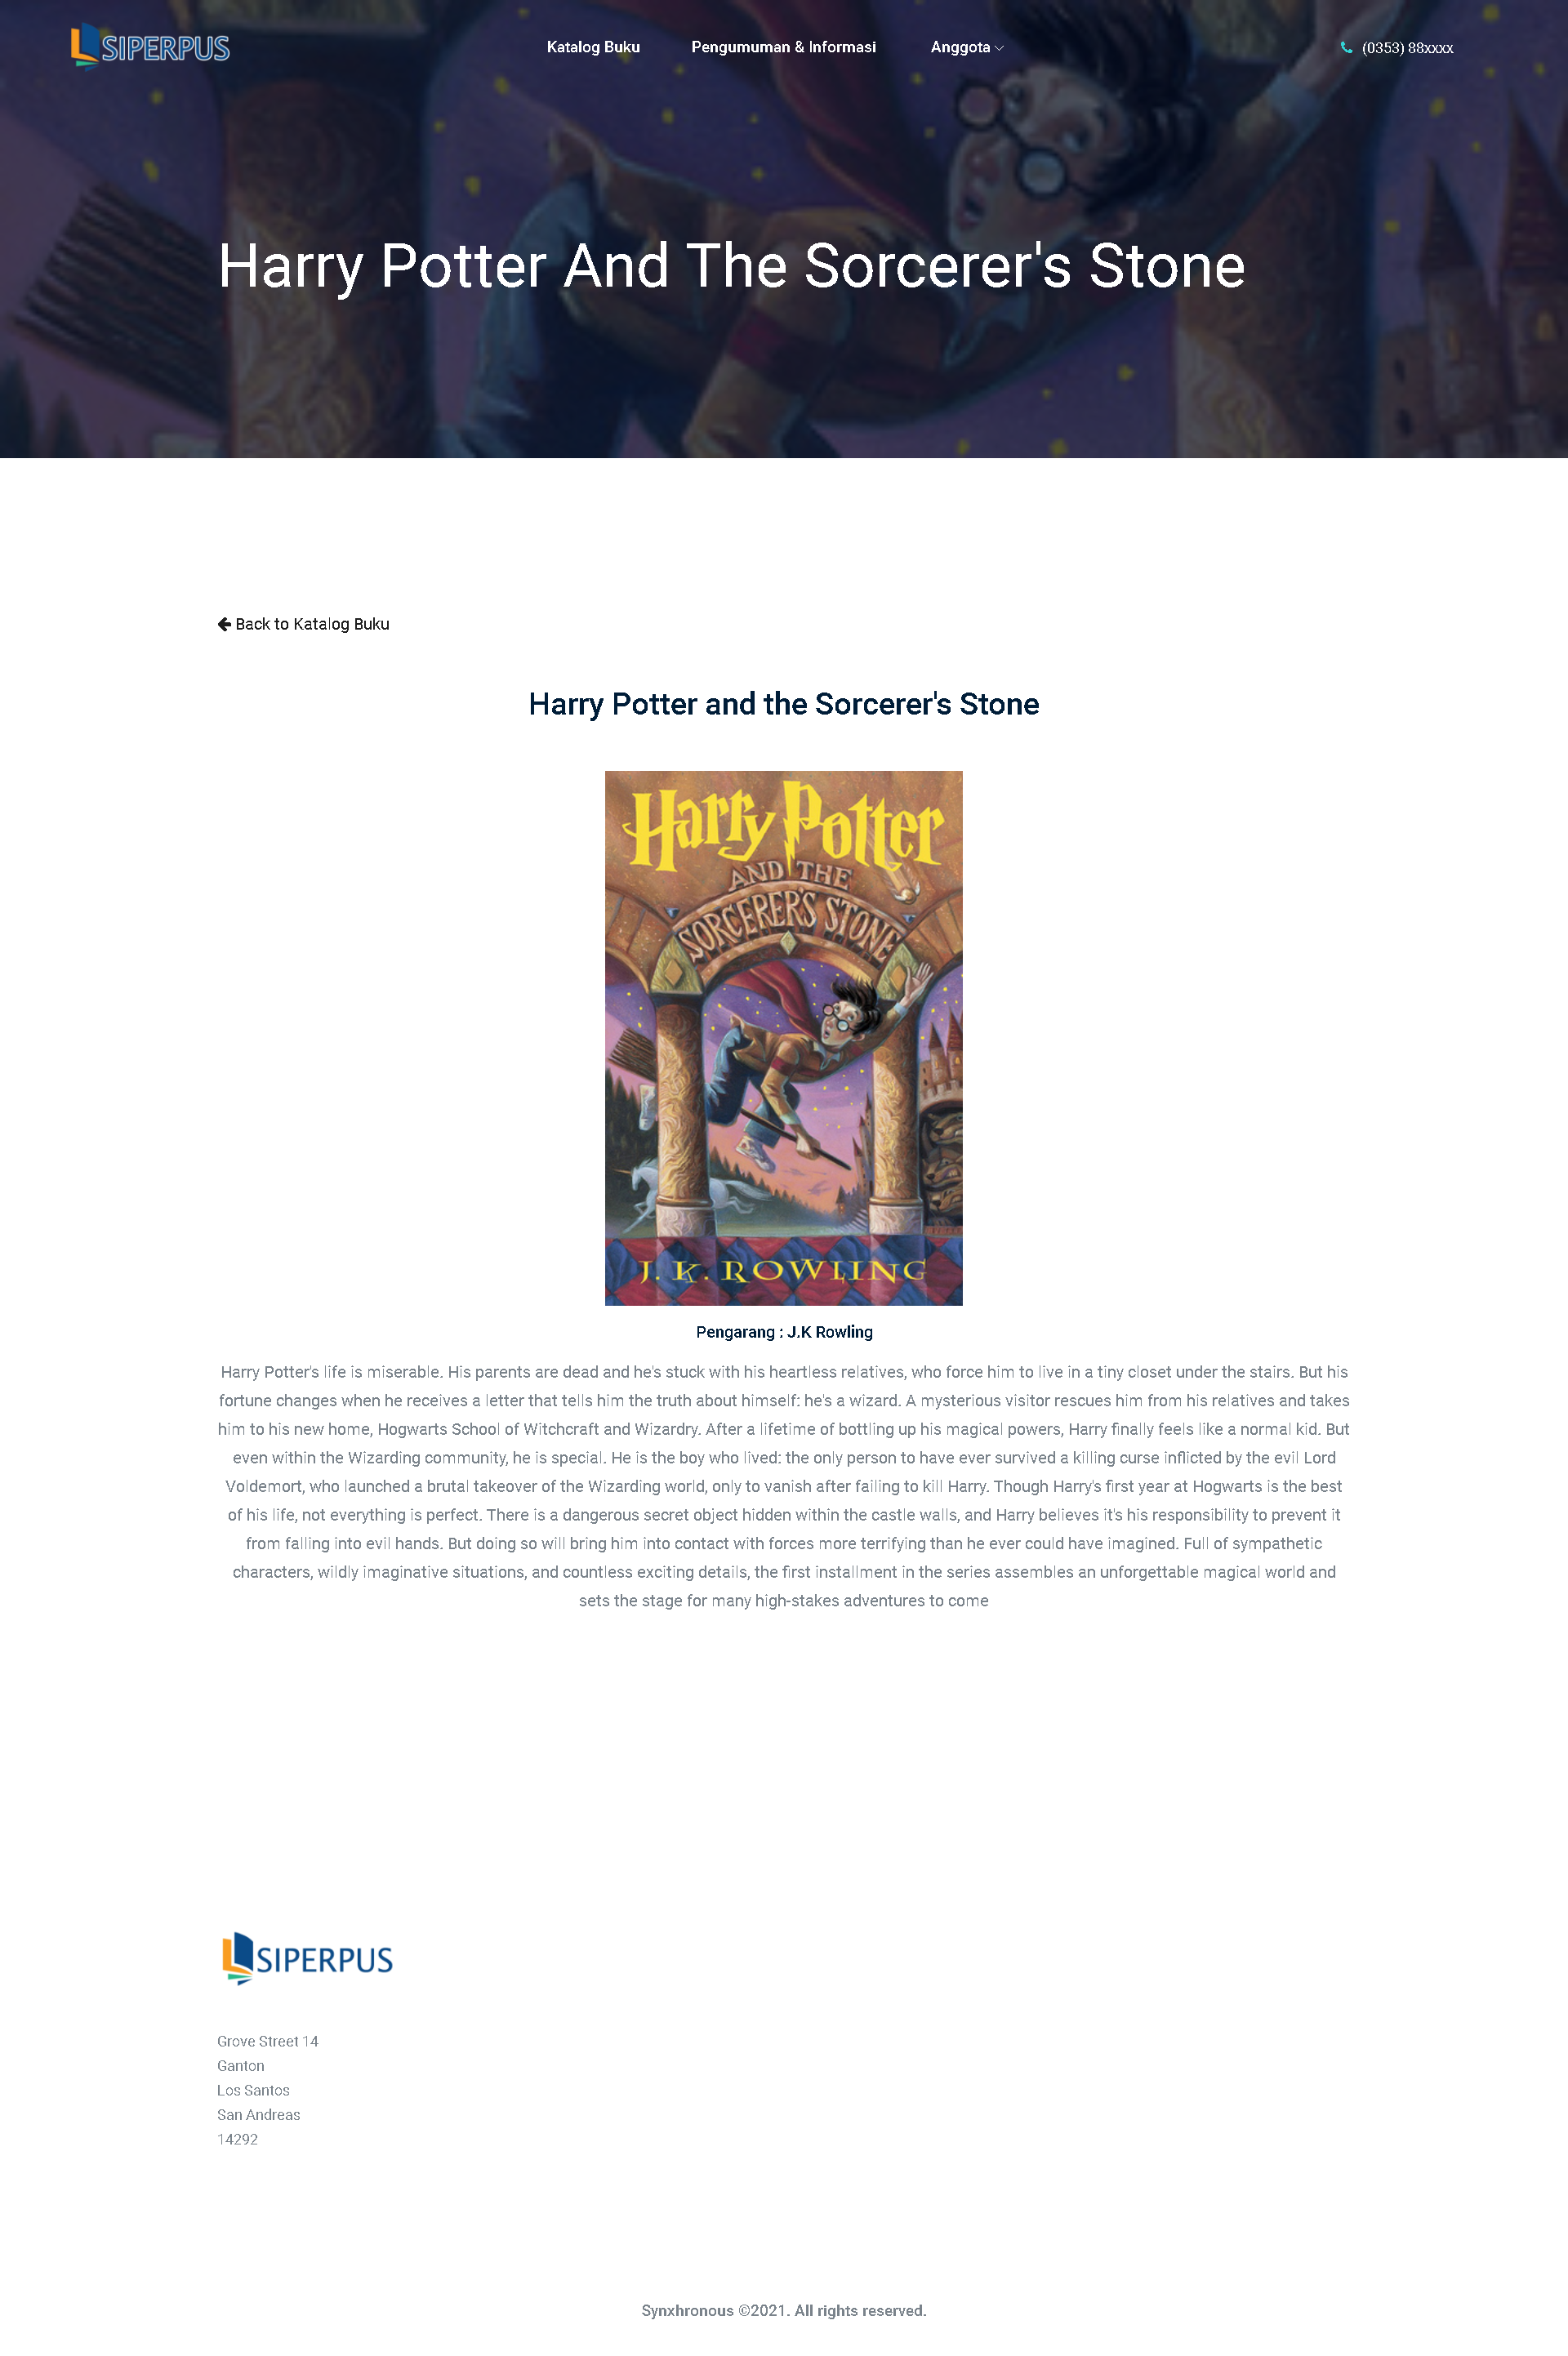 SIPERPUS
Katalog Buku
Pengumuman & Informasi
Anggota
(0353) 88xxxx
Harry Potter And The Sorcerer's Stone
Back to Katalog Buku
Harry Potter and the Sorcerer's Stone
Harry Potter
AND THE
SORCERER'S STONE
J. K. ROWLING
Pengarang : J.K Rowling
Harry Potter's life is miserable. His parents are dead and he's stuck with his heartless relatives, who force him to live in a tiny closet under the stairs. But his
fortune changes when he receives a letter that tells him the truth about himself: he's a wizard. A mysterious visitor rescues him from his relatives and takes
him to his new home, Hogwarts School of Witchcraft and Wizardry. After a lifetime of bottling up his magical powers, Harry finally feels like a normal kid. But
even within the Wizarding community, he is special. He is the boy who lived: the only person to have ever survived a killing curse inflicted by the evil Lord
Voldemort, who launched a brutal takeover of the Wizarding world, only to vanish after failing to kill Harry. Though Harry's first year at Hogwarts is the best
of his life, not everything is perfect. There is a dangerous secret object hidden within the castle walls, and Harry believes it's his responsibility to prevent it
from falling into evil hands. But doing so will bring him into contact with forces more terrifying than he ever could have imagined. Full of sympathetic
characters, wildly imaginative situations, and countless exciting details, the first installment in the series assembles an unforgettable magical world and
sets the stage for many high-stakes adventures to come
SIPERPUS
Grove Street 14
Ganton
Los Santos
San Andreas
14292
Synxhronous ©2021. All rights reserved.